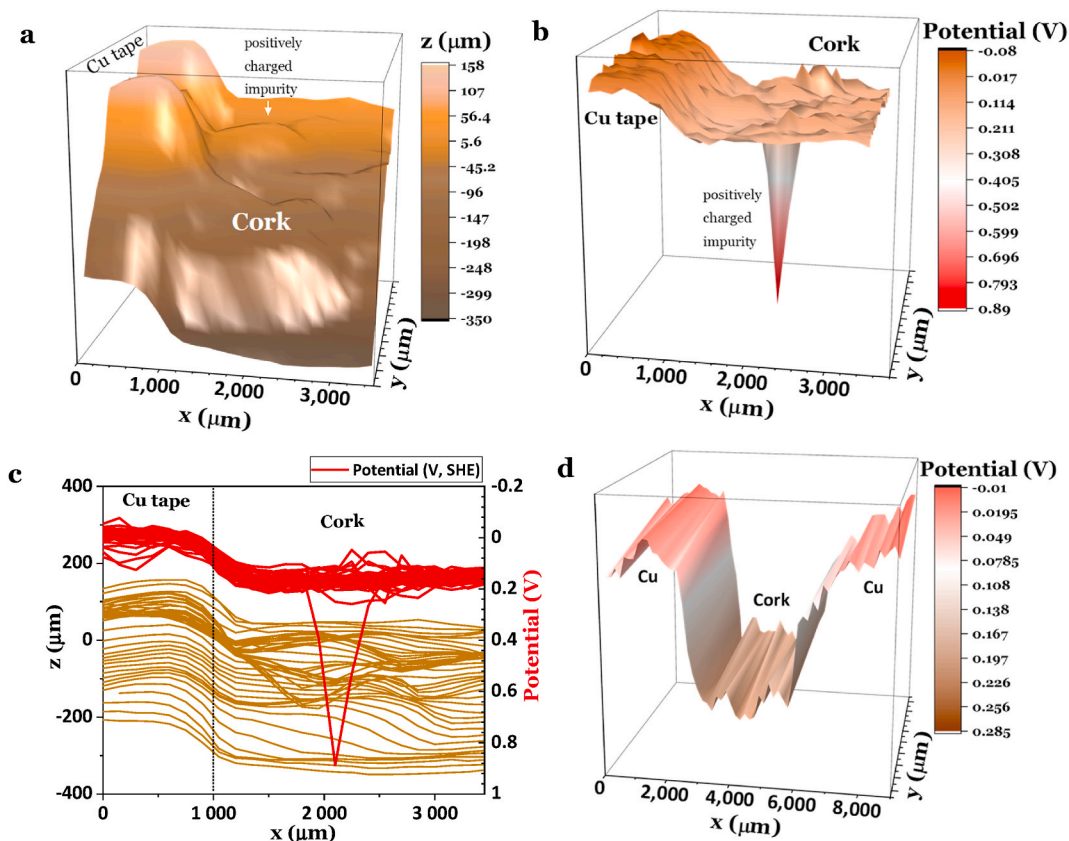 a
Cu tape
positively
charged
impurity
Cork
z (μm)
158
107
56.4
5.6
-45.2
-96
-147
-198
-248
-299
-350
0
1,000
2,000
3,000
x (μm)
y (μm)
b
Cork
Cu tape
positively
charged
impurity
Potential (V)
-0.08
0.017
0.114
0.211
0.308
0.405
0.502
0.599
0.696
0.793
0.89
0
1,000
2,000
3,000
x (μm)
y (μm)
c
Potential (V, SHE)
Cu tape
Cork
400
200
0
-200
-400
z (μm)
-0.2
0
0.2
0.4
0.6
0.8
1
Potential (V)
0
1 000
2 000
3 000
x (μm)
d
Cu
Cork
Cu
Potential (V)
-0.01
0.0195
0.049
0.0785
0.108
0.138
0.167
0.197
0.226
0.256
0.285
0
2,000
4,000
6,000
8,000
x (μm)
y (μm)